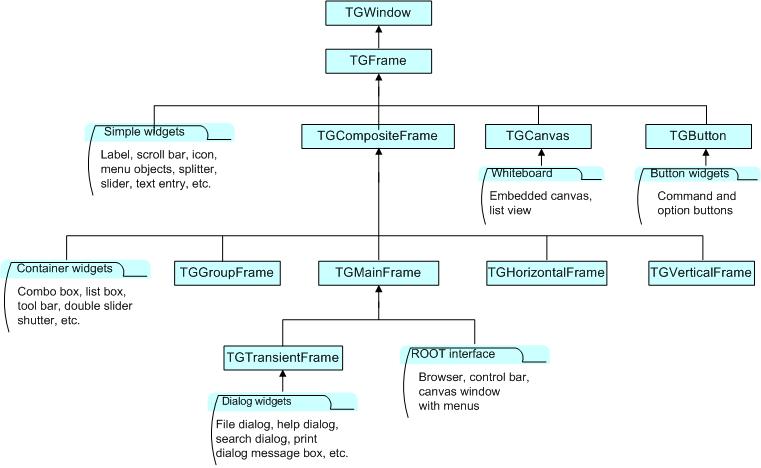 TGWindow
TGFrame
Simple widgets
Label, scroll bar, icon,
menu objects, splitter,
slider, text entry, etc.
TGCompositeFrame
TGCanvas
Whiteboard
Embedded canvas,
list view
TGButton
Button widgets
Command and
option buttons
Container widgets
Combo box, list box,
tool bar, double slider
shutter, etc.
TGGroupFrame
TGMainFrame
TGHorizontalFrame
TGVerticalFrame
TGTransientFrame
Dialog widgets
File dialog, help dialog,
search dialog, print
dialog message box, etc.
ROOT interface
Browser, control bar,
canvas window
with menus